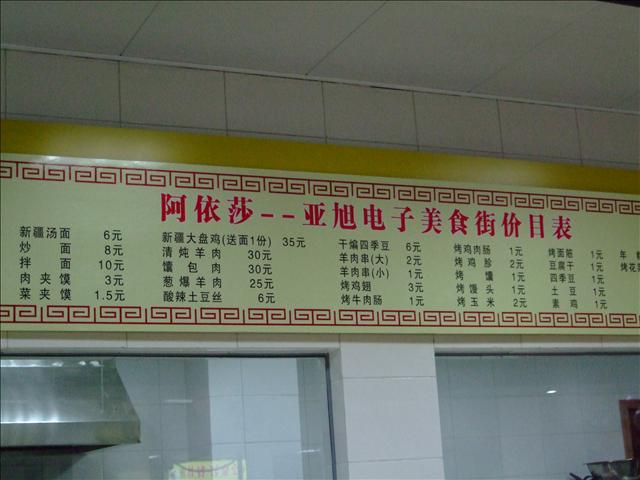 阿依莎--亚旭电子美食街价目表
新疆汤面 6元
炒面 8元
拌面 10元
肉夹馍 3元
菜夹馍 1.5元
新疆大盘鸡(送面1份) 35元
清炖羊肉 30元
馕包肉 30元
葱爆羊肉 25元
酸辣土豆丝 6元
干煸四季豆 6元
羊肉串(大) 2元
羊肉串(小) 1元
烤鸡翅 3元
烤牛肉肠 1元
烤鸡肉肠 1元
烤鸡胗 2元
烤馕 1元
烤馒头 1元
烤玉米 2元
烤面筋 1元
豆腐干 1元
四季豆 1元
土豆 1元
素鸡 1元
年
烤花